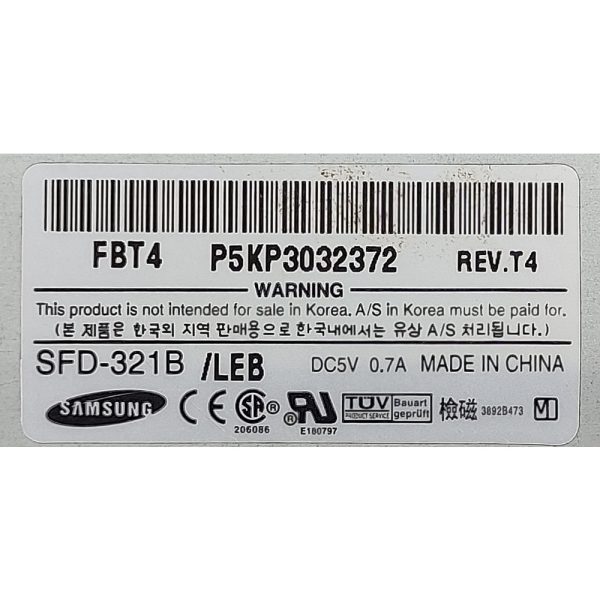 FBT4 P5KP3032372 REV.T4
WARNING
This product is not intended for sale in Korea. A/S in Korea must be paid for.
(본 제품은 한국외 지역 판매용으로 한국내에서는 유상 A/S 처리됩니다.)
SFD-321B /LEB DC5V 0.7A MADE IN CHINA
SAMSUNG CE SA 206086 RU E180797 TÜV PRODUCT SERVICE Bauart geprüft 檢磁 3892B473 M